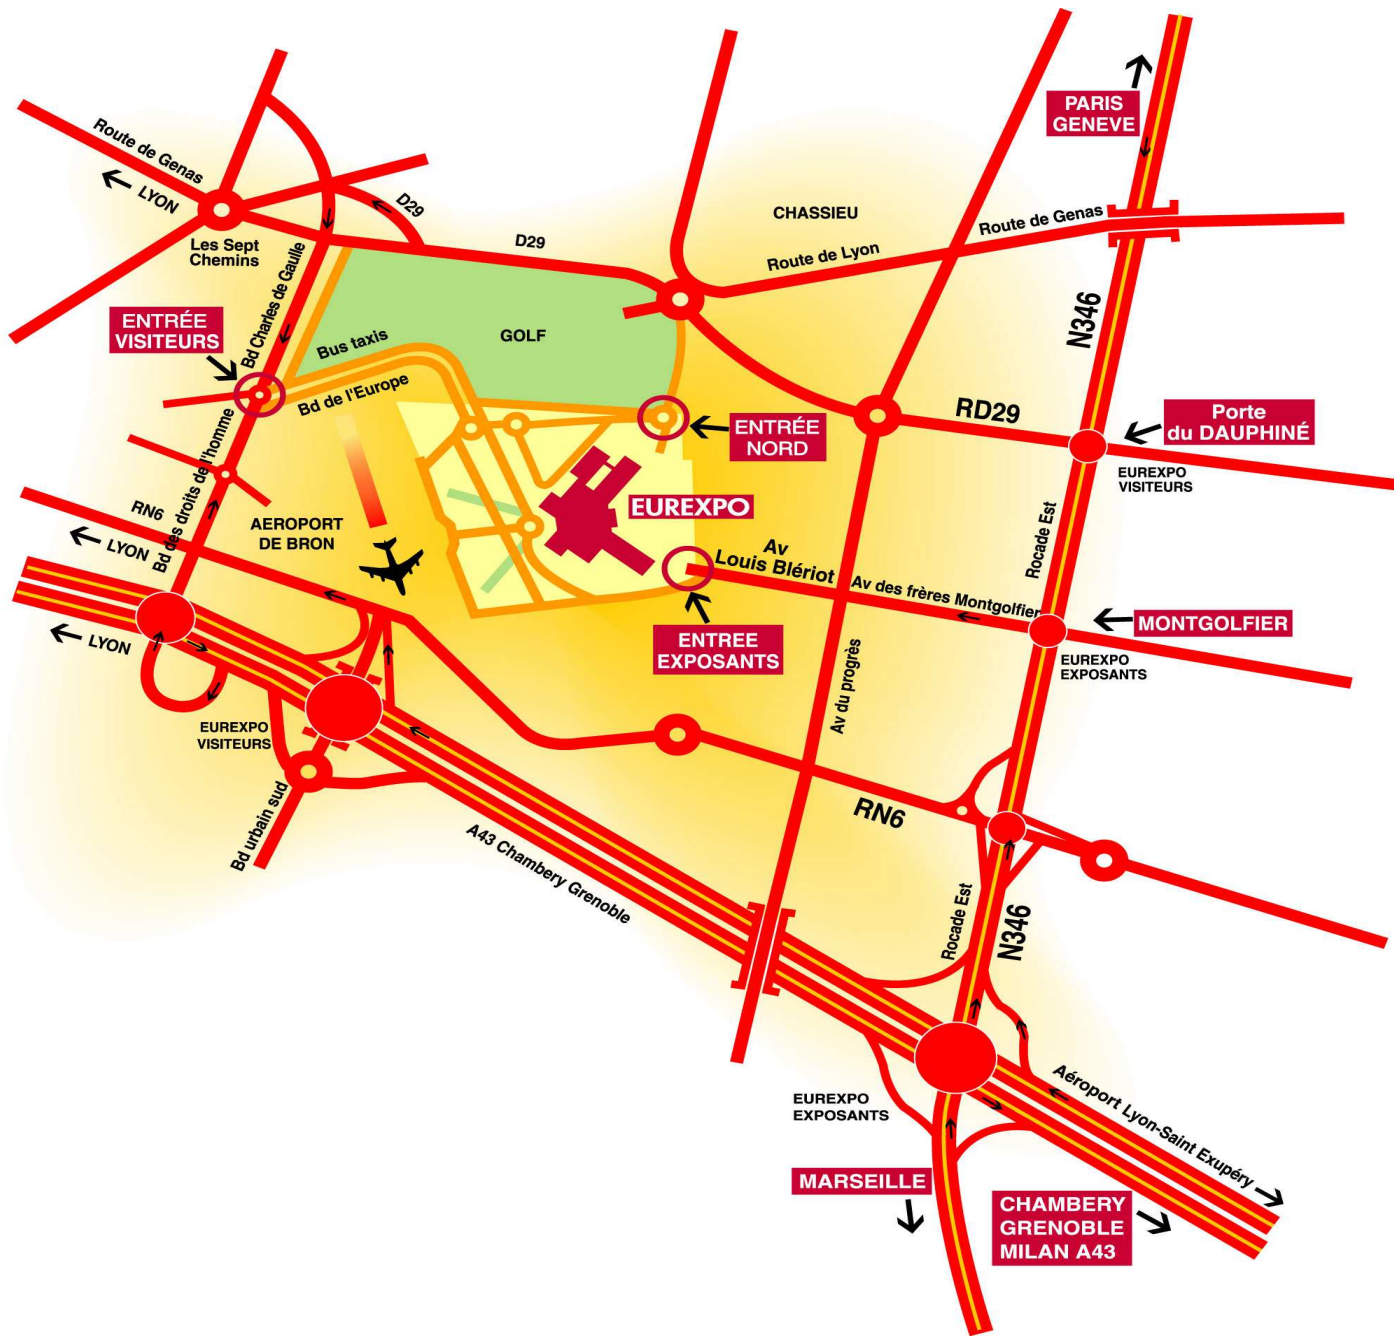 PARIS
GENEVE
Route de Genas
LYON
D29
CHASSIEU
Route de Genas
Les Sept
Chemins
D29
Route de Lyon
Bd Charles de Gaulle
ENTRÉE
VISITEURS
Bus taxis
GOLF
N346
Bd de l'Europe
RD29
Porte
du DAUPHINÉ
ENTRÉE
NORD
EUREXPO
VISITEURS
Bd des droits de l'homme
RN6
LYON
AEROPORT
DE BRON
EUREXPO
Rocade Est
Av
Louis Blériot
Av des frères Montgolfier
MONTGOLFIER
LYON
ENTREE
EXPOSANTS
EUREXPO
EXPOSANTS
Av du progrès
EUREXPO
VISITEURS
Bd urbain sud
RN6
A43 Chambery Grenoble
Rocade Est
N346
Aéroport Lyon-Saint Exupéry
EUREXPO
EXPOSANTS
MARSEILLE
CHAMBERY
GRENOBLE
MILAN A43